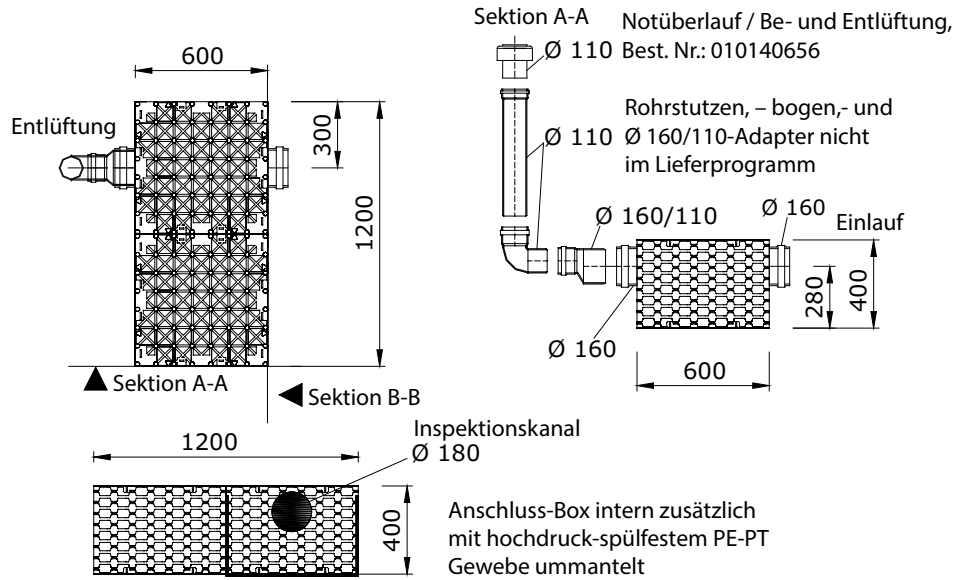 600
Entlüftung
300
1200
Sektion A-A
Sektion B-B
Sektion A-A
Notüberlauf / Be- und Entlüftung,
Ø 110
Best. Nr.: 010140656
Rohrstutzen, – bogen,- und
Ø 110
Ø 160/110-Adapter nicht
im Lieferprogramm
Ø 160/110
Ø 160
Einlauf
280
400
Ø 160
600
1200
Inspektionskanal
Ø 180
400
Anschluss-Box intern zusätzlich
mit hochdruck-spülfestem PE-PT
Gewebe ummantelt